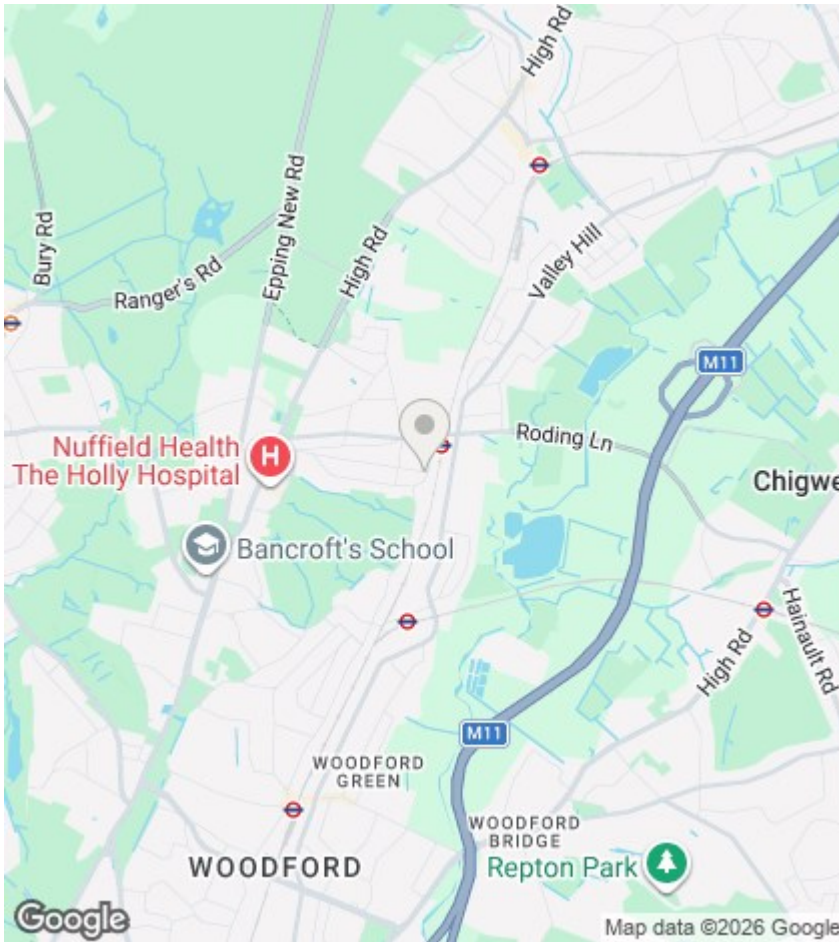 High Rd
Bury Rd
Epping New Rd
High Rd
Ranger's Rd
Valley Hill
M11
Nuffield Health
The Holly Hospital
H
Roding Ln
Chigwe
Bancroft's School
Hainault Rd
High Rd
M11
WOODFORD
GREEN
WOODFORD
BRIDGE
WOODFORD
Repton Park
Google
Map data ©2026 Google